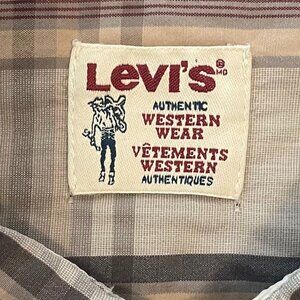 Levi's® MD
AUTHENTIC
WESTERN
WEAR
VÊTEMENTS
WESTERN
AUTHENTIQUES